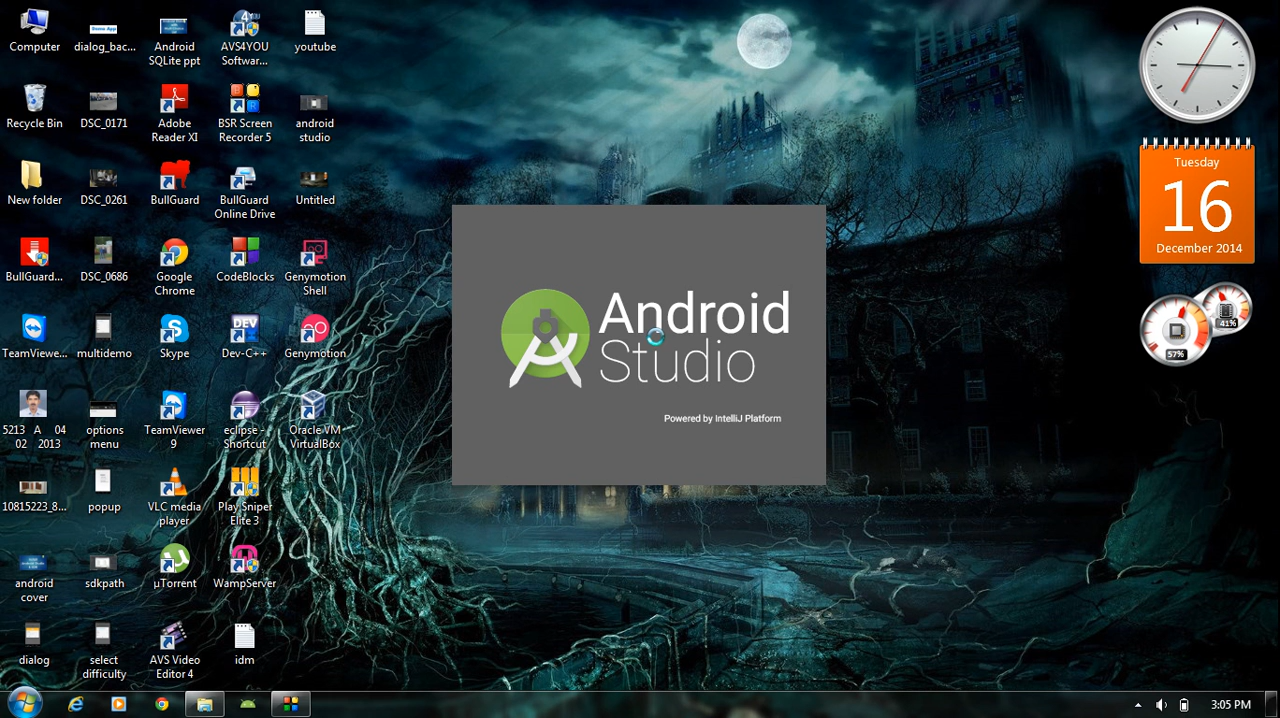 Computer
dialog_bac...
Android
SQLite ppt
AVS4YOU
Softwar...
youtube
Recycle Bin
DSC_0171
Adobe
Reader XI
BSR Screen
Recorder 5
android
studio
New folder
DSC_0261
BullGuard
BullGuard
Online Drive
Untitled
BullGuard...
DSC_0686
Google
Chrome
CodeBlocks
Genymotion
Shell
TeamViewe...
multidemo
Skype
DEV
Dev-C++
Genymotion
5213 A 04
02 2013
options
menu
TeamViewer
9
eclipse -
Shortcut
Oracle VM
VirtualBox
10815223_8...
popup
VLC media
player
Play Sniper
Elite 3
android
cover
sdkpath
µTorrent
WampServer
dialog
select
difficulty
AVS Video
Editor 4
idm
Android
Studio
Powered by IntelliJ Platform
Tuesday
16
December 2014
41%
57%
3:05 PM